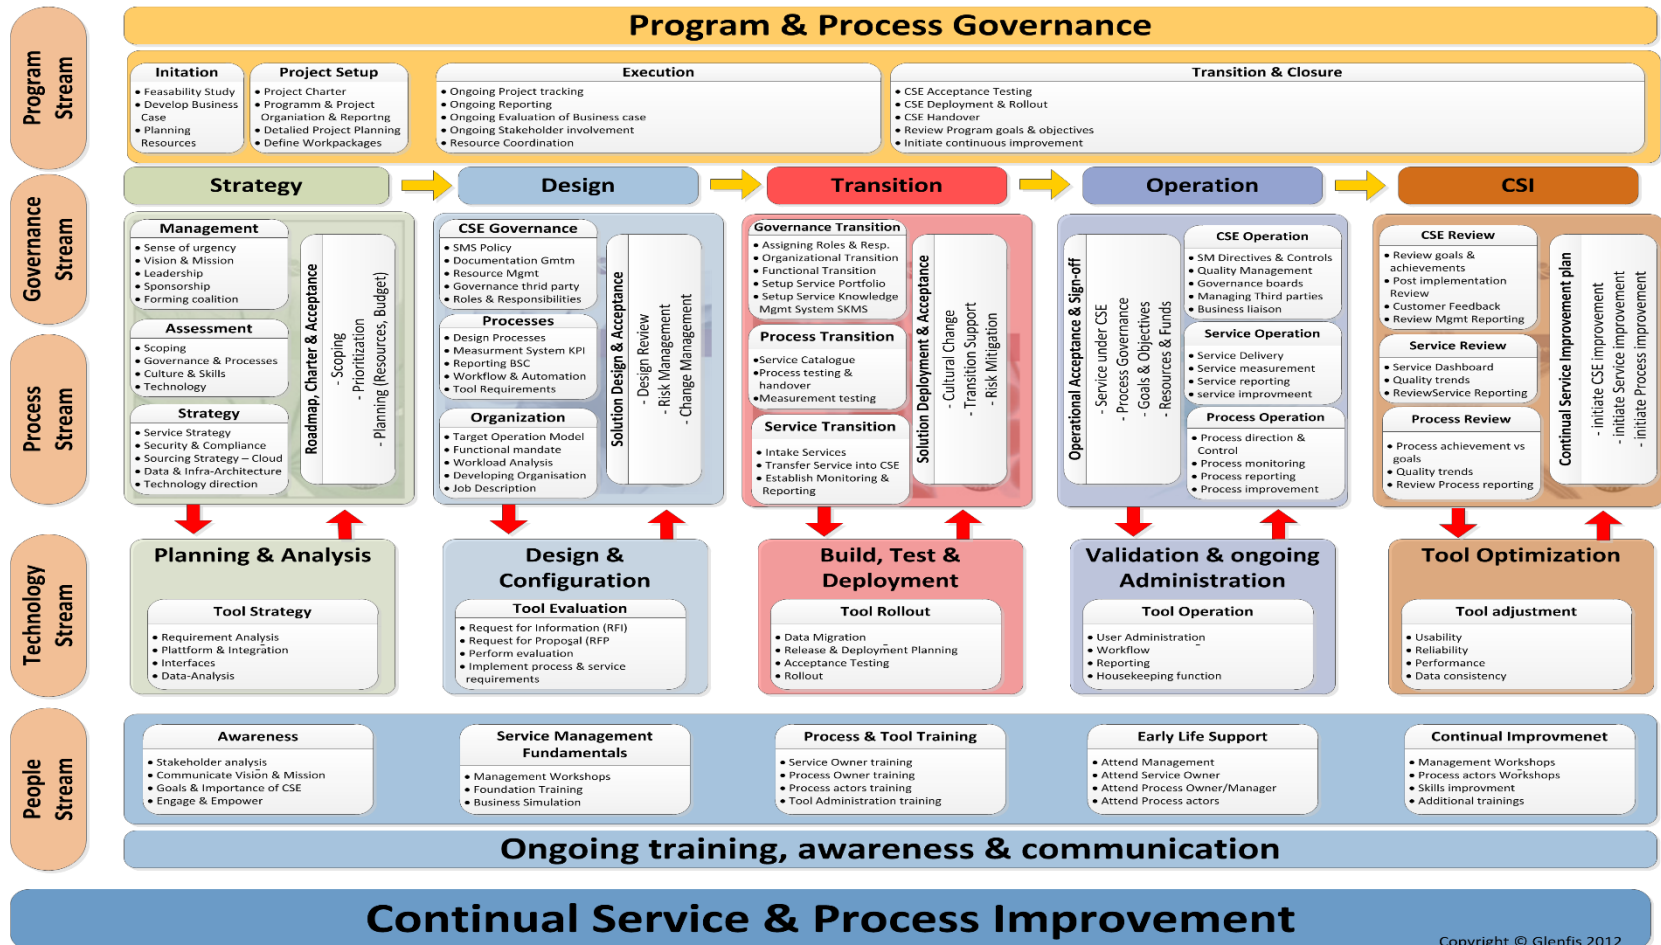 Program & Process Governance
Program
Stream
Initation
• Feasability Study
• Develop Business
Case
• Planning
Resources
Project Setup
• Project Charter
• Programm & Project
Organiation & Reportng
• Detalied Project Planning
• Define Workpackages
Execution
• Ongoing Project tracking
• Ongoing Reporting
• Ongoing Evaluation of Business case
• Ongoing Stakeholder involvement
• Resource Coordination
Transition & Closure
• CSE Acceptance Testing
• CSE Deployment & Rollout
• CSE Handover
• Review Program goals & objectives
• Initiate continuous improvement
Governance
Stream
Process
Stream
Strategy
Design
Transition
Operation
CSI
Management
• Sense of urgency
• Vision & Mission
• Leadership
• Sponsorship
• Forming coalition
Assessment
• Scoping
• Governance & Processes
• Culture & Skills
• Technology
Strategy
• Service Strategy
• Security & Compliance
• Sourcing Strategy – Cloud
• Data & Infra-Architecture
• Technology direction
Roadmap, Charter & Acceptance
- Scoping
- Prioritization
- Planning (Resources, Budget)
CSE Governance
• SMS Policy
• Documentation Gmtm
• Resource Mgmt
• Governance thrid party
• Roles & Responsibilities
Processes
• Design Processes
• Measurment System KPI
• Reporting BSC
• Workflow & Automation
• Tool Requirements
Organization
• Target Operation Model
• Functional mandate
• Workload Analysis
• Developing Organisation
• Job Description
Solution Design & Acceptance
- Design Review
- Risk Management
- Change Management
Governance Transition
• Assigning Roles & Resp.
• Organizational Transition
• Functional Transition
• Setup Service Portfolio
• Setup Service Knowledge
Mgmt System SKMS
Process Transition
•Service Catalogue
•Process testing &
handover
•Measurement testing
Service Transition
• Intake Services
• Transfer Service into CSE
• Establish Monitoring &
Reporting
Solution Deployment & Acceptance
- Cultural Change
- Transition Support
- Risk Mitigation
Operational Acceptance & Sign-off
- Service under CSE
- Process Governance
- Goals & Objectives
- Resources & Funds
CSE Operation
• SM Directives & Controls
• Quality Management
• Governance boards
• Managing Third parties
• Business liaison
Service Operation
• Service Delivery
• Service measurement
• Service reporting
• service improvmeent
Process Operation
• Process direction &
Control
• Process monitoring
• Process reporting
• Process improvement
CSE Review
• Review goals &
achievements
• Post implementation
Review
• Customer Feedback
• Review Mgmt Reporting
Service Review
• Service Dashboard
• Quality trends
• ReviewService Reporting
Process Review
• Process achievement vs
goals
• Quality trends
• Review Process reporting
Continual Service Improvement plan
- initiate CSE improvement
- initiate Service improvement
- initiate Process improvement
Technology
Stream
Planning & Analysis
Tool Strategy
• Requirement Analysis
• Plattform & Integration
• Interfaces
• Data-Analysis
Design &
Configuration
Tool Evaluation
• Request for Information (RFI)
• Request for Proposal (RFP
• Perform evaluation
• Implement process & service
requirements
Build, Test &
Deployment
Tool Rollout
• Data Migration
• Release & Deployment Planning
• Acceptance Testing
• Rollout
Validation & ongoing
Administration
Tool Operation
• User Administration
• Workflow
• Reporting
• Housekeeping function
Tool Optimization
Tool adjustment
• Usability
• Reliability
• Performance
• Data consistency
People
Stream
Awareness
• Stakeholder analysis
• Communicate Vision & Mission
• Goals & Importance of CSE
• Engage & Empower
Service Management
Fundamentals
• Management Workshops
• Foundation Training
• Business Simulation
Process & Tool Training
• Service Owner training
• Process Owner training
• Process actors training
• Tool Administration training
Early Life Support
• Attend Management
• Attend Service Owner
• Attend Process Owner/Manager
• Attend Process actors
Continual Improvmenet
• Management Workshops
• Process actors Workshops
• Skills improvment
• Additional trainings
Ongoing training, awareness & communication
Continual Service & Process Improvement
Copyright © Glenfis 2012